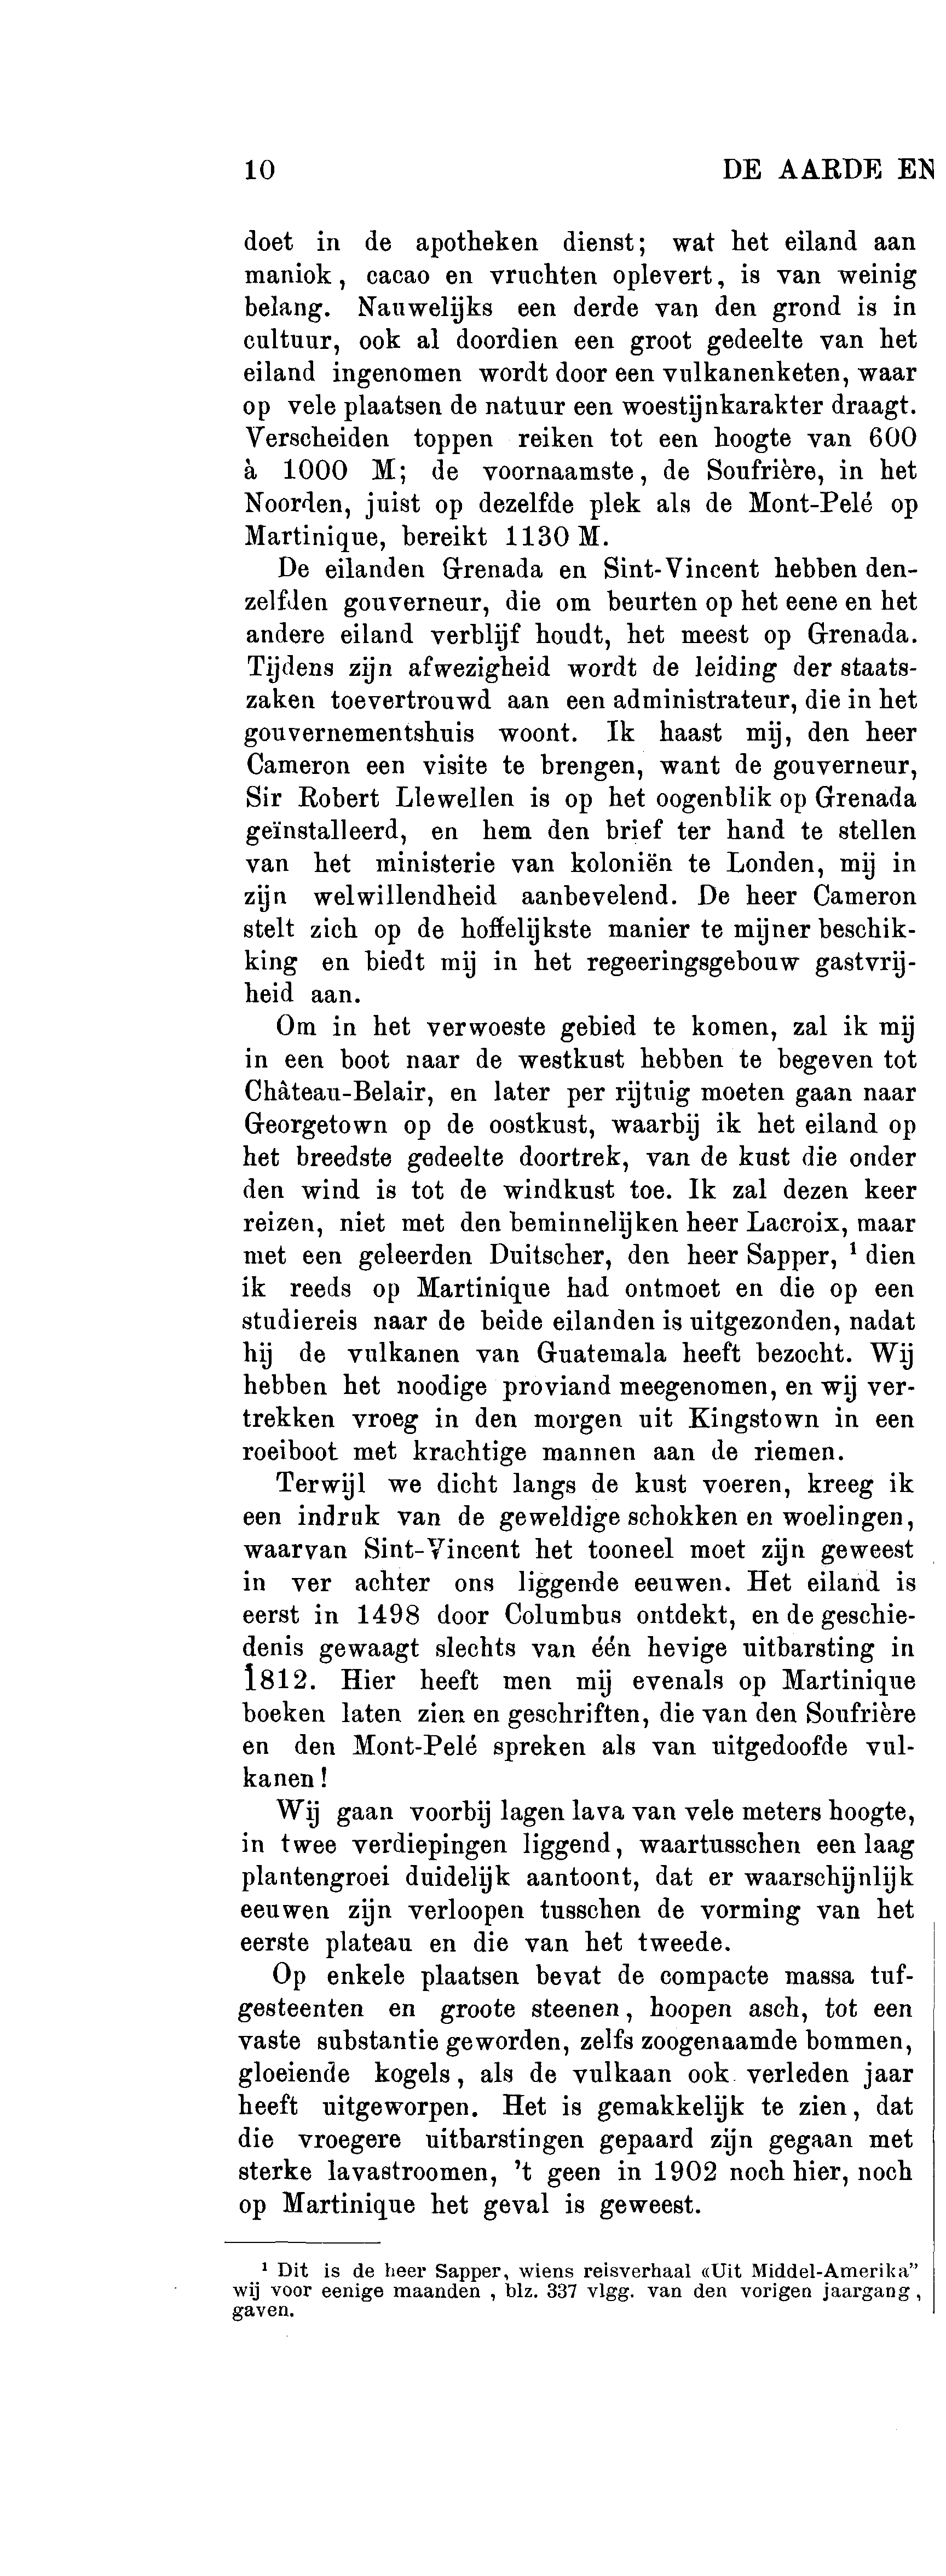 10 DE AARDE EN
doet in de apotheken dienst; wat het eiland aan
maniok, cacao en vruchten oplevert, is van weinig
belang. Nauwelijks een derde van den grond is in
cultuur, ook al doordien een groot gedeelte van het
eiland ingenomen wordt door een vulkanenketen, waar
op vele plaatsen de natuur een woestijnkarakter draagt.
Verscheiden toppen reiken tot een hoogte van 600
à 1000 M; de voornaamste, de Soufrière, in het
Noorden, juist op dezelfde plek als de Mont-Pelé op
Martinique, bereikt 1130 M.
De eilanden Grenada en Sint-Vincent hebben den-
zelfden gouverneur, die om beurten op het eene en het
andere eiland verblijf houdt, het meest op Grenada.
Tijdens zijn afwezigheid wordt de leiding der staats-
zaken toevertrouwd aan een administrateur, die in het
gouvernementshuis woont. Ik haast mij, den heer
Cameron een visite te brengen, want de gouverneur,
Sir Robert Llewellen is op het oogenblik op Grenada
geïnstalleerd, en hem den brief ter hand te stellen
van het ministerie van koloniën te Londen, mij in
zijn welwillendheid aanbevelend. De heer Cameron
stelt zich op de hoffelijkste manier te mijner beschik-
king en biedt mij in het regeeringsgebouw gastvrij-
heid aan.
Om in het verwoeste gebied te komen, zal ik mij
in een boot naar de westkust hebben te begeven tot
Château-Belair, en later per rijtuig moeten gaan naar
Georgetown op de oostkust, waarbij ik het eiland op
het breedste gedeelte doortrek, van de kust die onder
den wind is tot de windkust toe. Ik zal dezen keer
reizen, niet met den beminnelijken heer Lacroix, maar
met een geleerden Duitscher, den heer Sapper, ¹ dien
ik reeds op Martinique had ontmoet en die op een
studiereis naar de beide eilanden is uitgezonden, nadat
hij de vulkanen van Guatemala heeft bezocht. Wij
hebben het noodige proviand meegenomen, en wij ver-
trekken vroeg in den morgen uit Kingstown in een
roeiboot met krachtige mannen aan de riemen.
Terwijl we dicht langs de kust voeren, kreeg ik
een indruk van de geweldige schokken en woelingen,
waarvan Sint-Vincent het tooneel moet zijn geweest
in ver achter ons liggende eeuwen. Het eiland is
eerst in 1498 door Columbus ontdekt, en de geschie-
denis gewaagt slechts van één hevige uitbarsting in
1812. Hier heeft men mij evenals op Martinique
boeken laten zien en geschriften, die van den Soufrière
en den Mont-Pelé spreken als van uitgedoofde vul-
kanen!
Wij gaan voorbij lagen lava van vele meters hoogte,
in twee verdiepingen liggend, waartusschen een laag
plantengroei duidelijk aantoont, dat er waarschijnlijk
eeuwen zijn verloopen tusschen de vorming van het
eerste plateau en die van het tweede.
Op enkele plaatsen bevat de compacte massa tuf-
gesteenten en groote steenen, hoopen asch, tot een
vaste substantie geworden, zelfs zoogenaamde bommen,
gloeiende kogels, als de vulkaan ook verleden jaar
heeft uitgeworpen. Het is gemakkelijk te zien, dat
die vroegere uitbarstingen gepaard zijn gegaan met
sterke lavastroomen, 't geen in 1902 noch hier, noch
op Martinique het geval is geweest.
¹ Dit is de heer Sapper, wiens reisverhaal «Uit Middel-Amerika"
wij voor eenige maanden, blz. 337 vlgg. van den vorigen jaargang,
gaven.